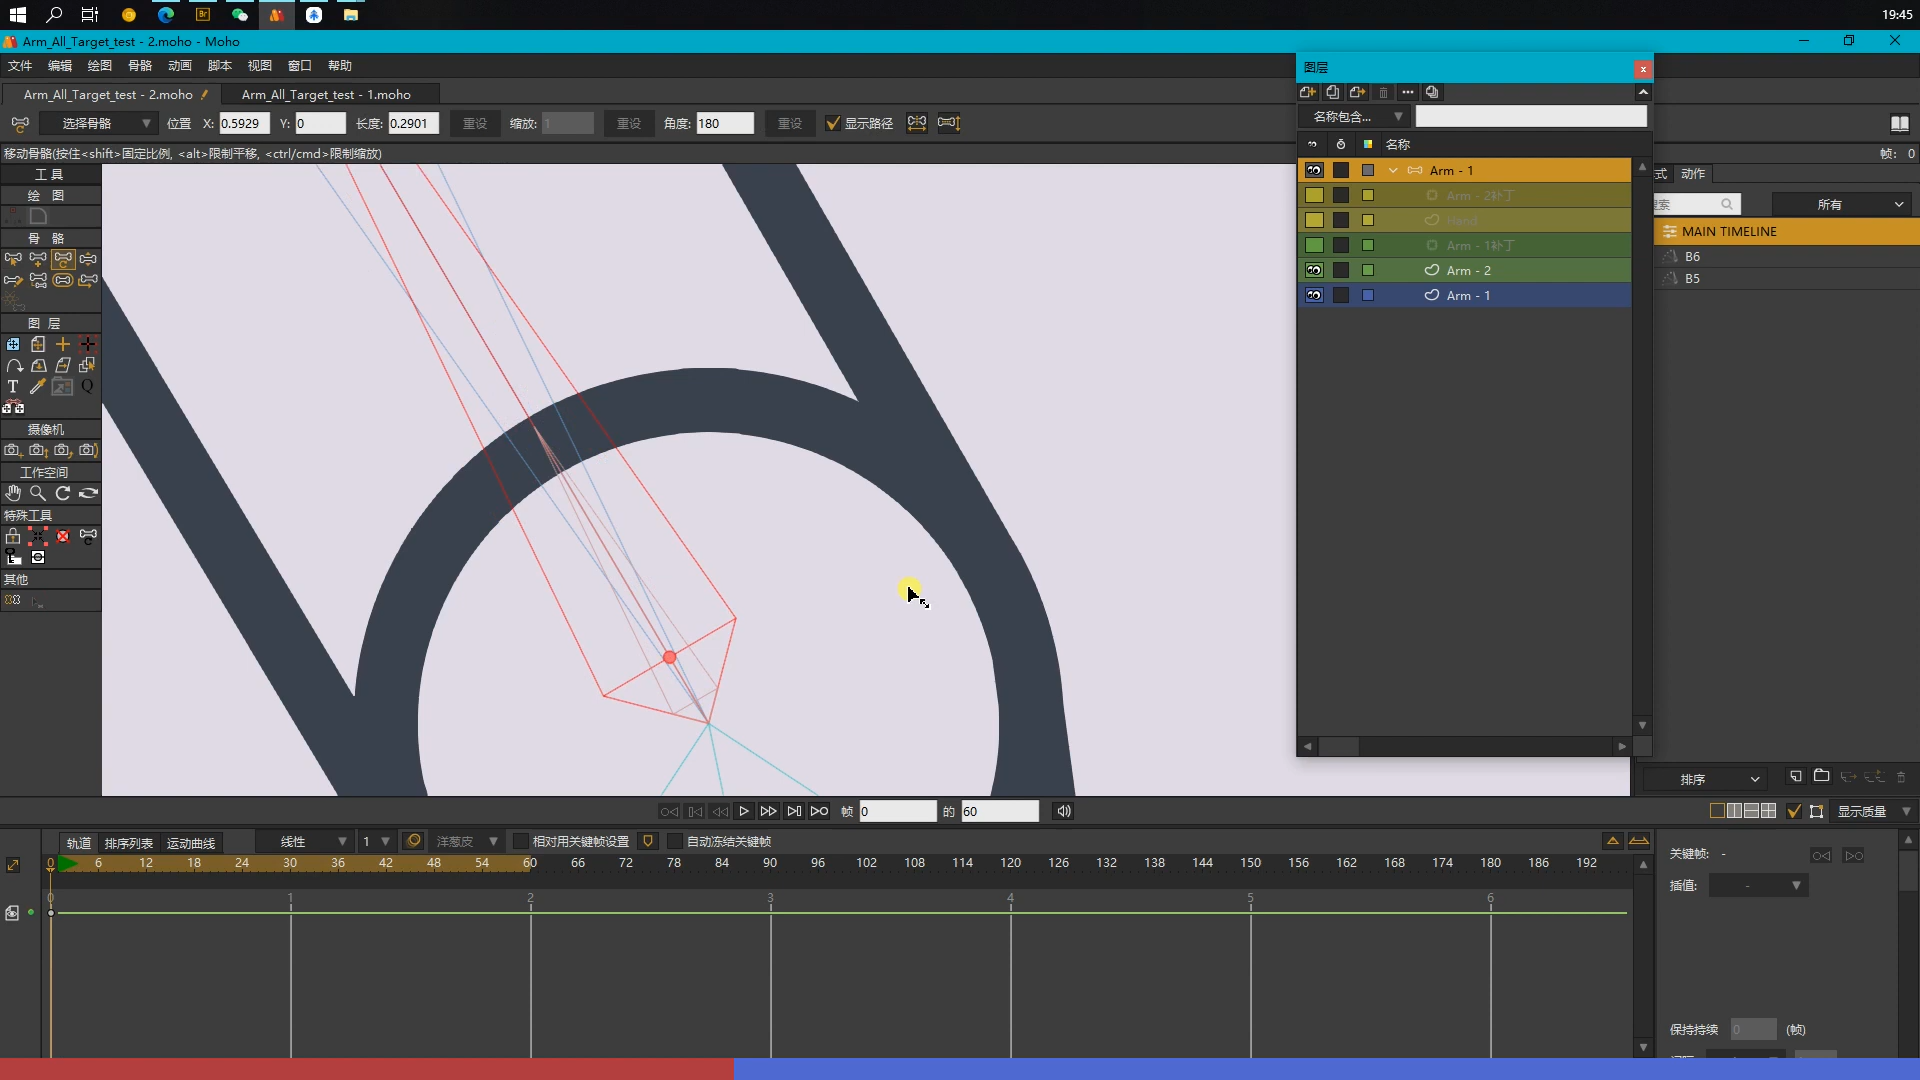 19:45
Arm_All_Target_test - 2.moho - Moho
文件 编辑 绘图 骨骼 动画 脚本 视图 窗口 帮助
Arm_All_Target_test - 2.moho Arm_All_Target_test - 1.moho
选择骨骼 位置 X: 0.5929 Y: 0 长度: 0.2901 重设 缩放: 1 重设 角度: 180 重设 显示路径
移动骨骼(按住<shift>固定比例, <alt>限制平移, <ctrl/cmd>限制缩放)
帧: 0
工具
绘 图
骨 骼
图 层
摄像机
工作空间
特殊工具
其他
图层
名称包含...
名称
Arm - 1
Arm - 2补丁
Hand
Arm - 1补丁
Arm - 2
Arm - 1
式 动作
搜索 所有
MAIN TIMELINE
B6
B5
排序
帧 0 的 60
显示质量
轨道 排序列表 运动曲线 线性 1 洋葱皮 相对用关键帧设置 自动冻结关键帧
0 6 12 18 24 30 36 42 48 54 60 66 72 78 84 90 96 102 108 114 120 126 132 138 144 150 156 162 168 174 180 186 192
0 1 2 3 4 5 6
关键帧: -
插值: -
保持持续 0 (帧)